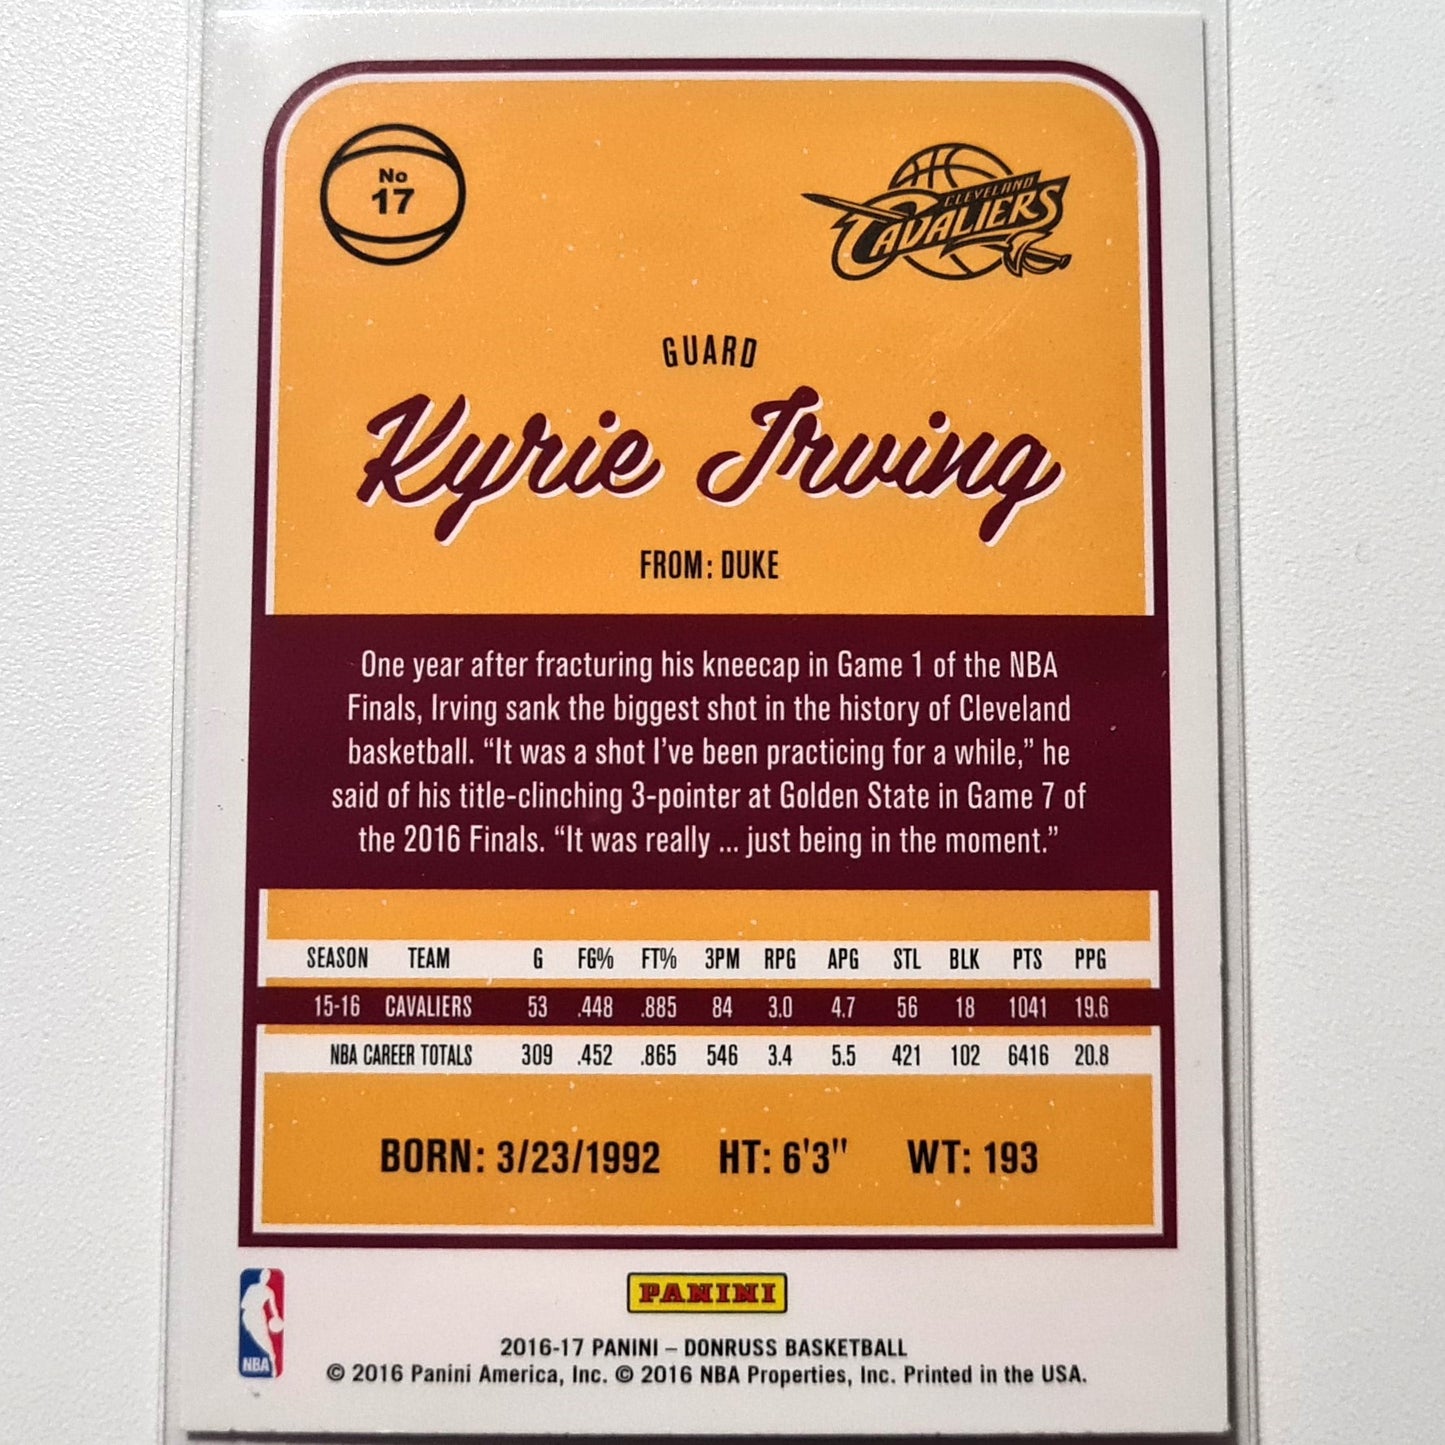 No
17
CLEVELAND
CAVALIERS
GUARD
Kyrie Irving
FROM: DUKE
One year after fracturing his kneecap in Game 1 of the NBA
Finals, Irving sank the biggest shot in the history of Cleveland
basketball. “It was a shot I’ve been practicing for a while,” he
said of his title-clinching 3-pointer at Golden State in Game 7 of
the 2016 Finals. “It was really ... just being in the moment.”
SEASON TEAM G FG% FT% 3PM RPG APG STL BLK PTS PPG
15-16 CAVALIERS 53 .448 .885 84 3.0 4.7 56 18 1041 19.6
NBA CAREER TOTALS 309 .452 .865 546 3.4 5.5 421 102 6416 20.8
BORN: 3/23/1992 HT: 6'3" WT: 193
NBA
PANINI
2016-17 PANINI – DONRUSS BASKETBALL
© 2016 Panini America, Inc. © 2016 NBA Properties, Inc. Printed in the USA.